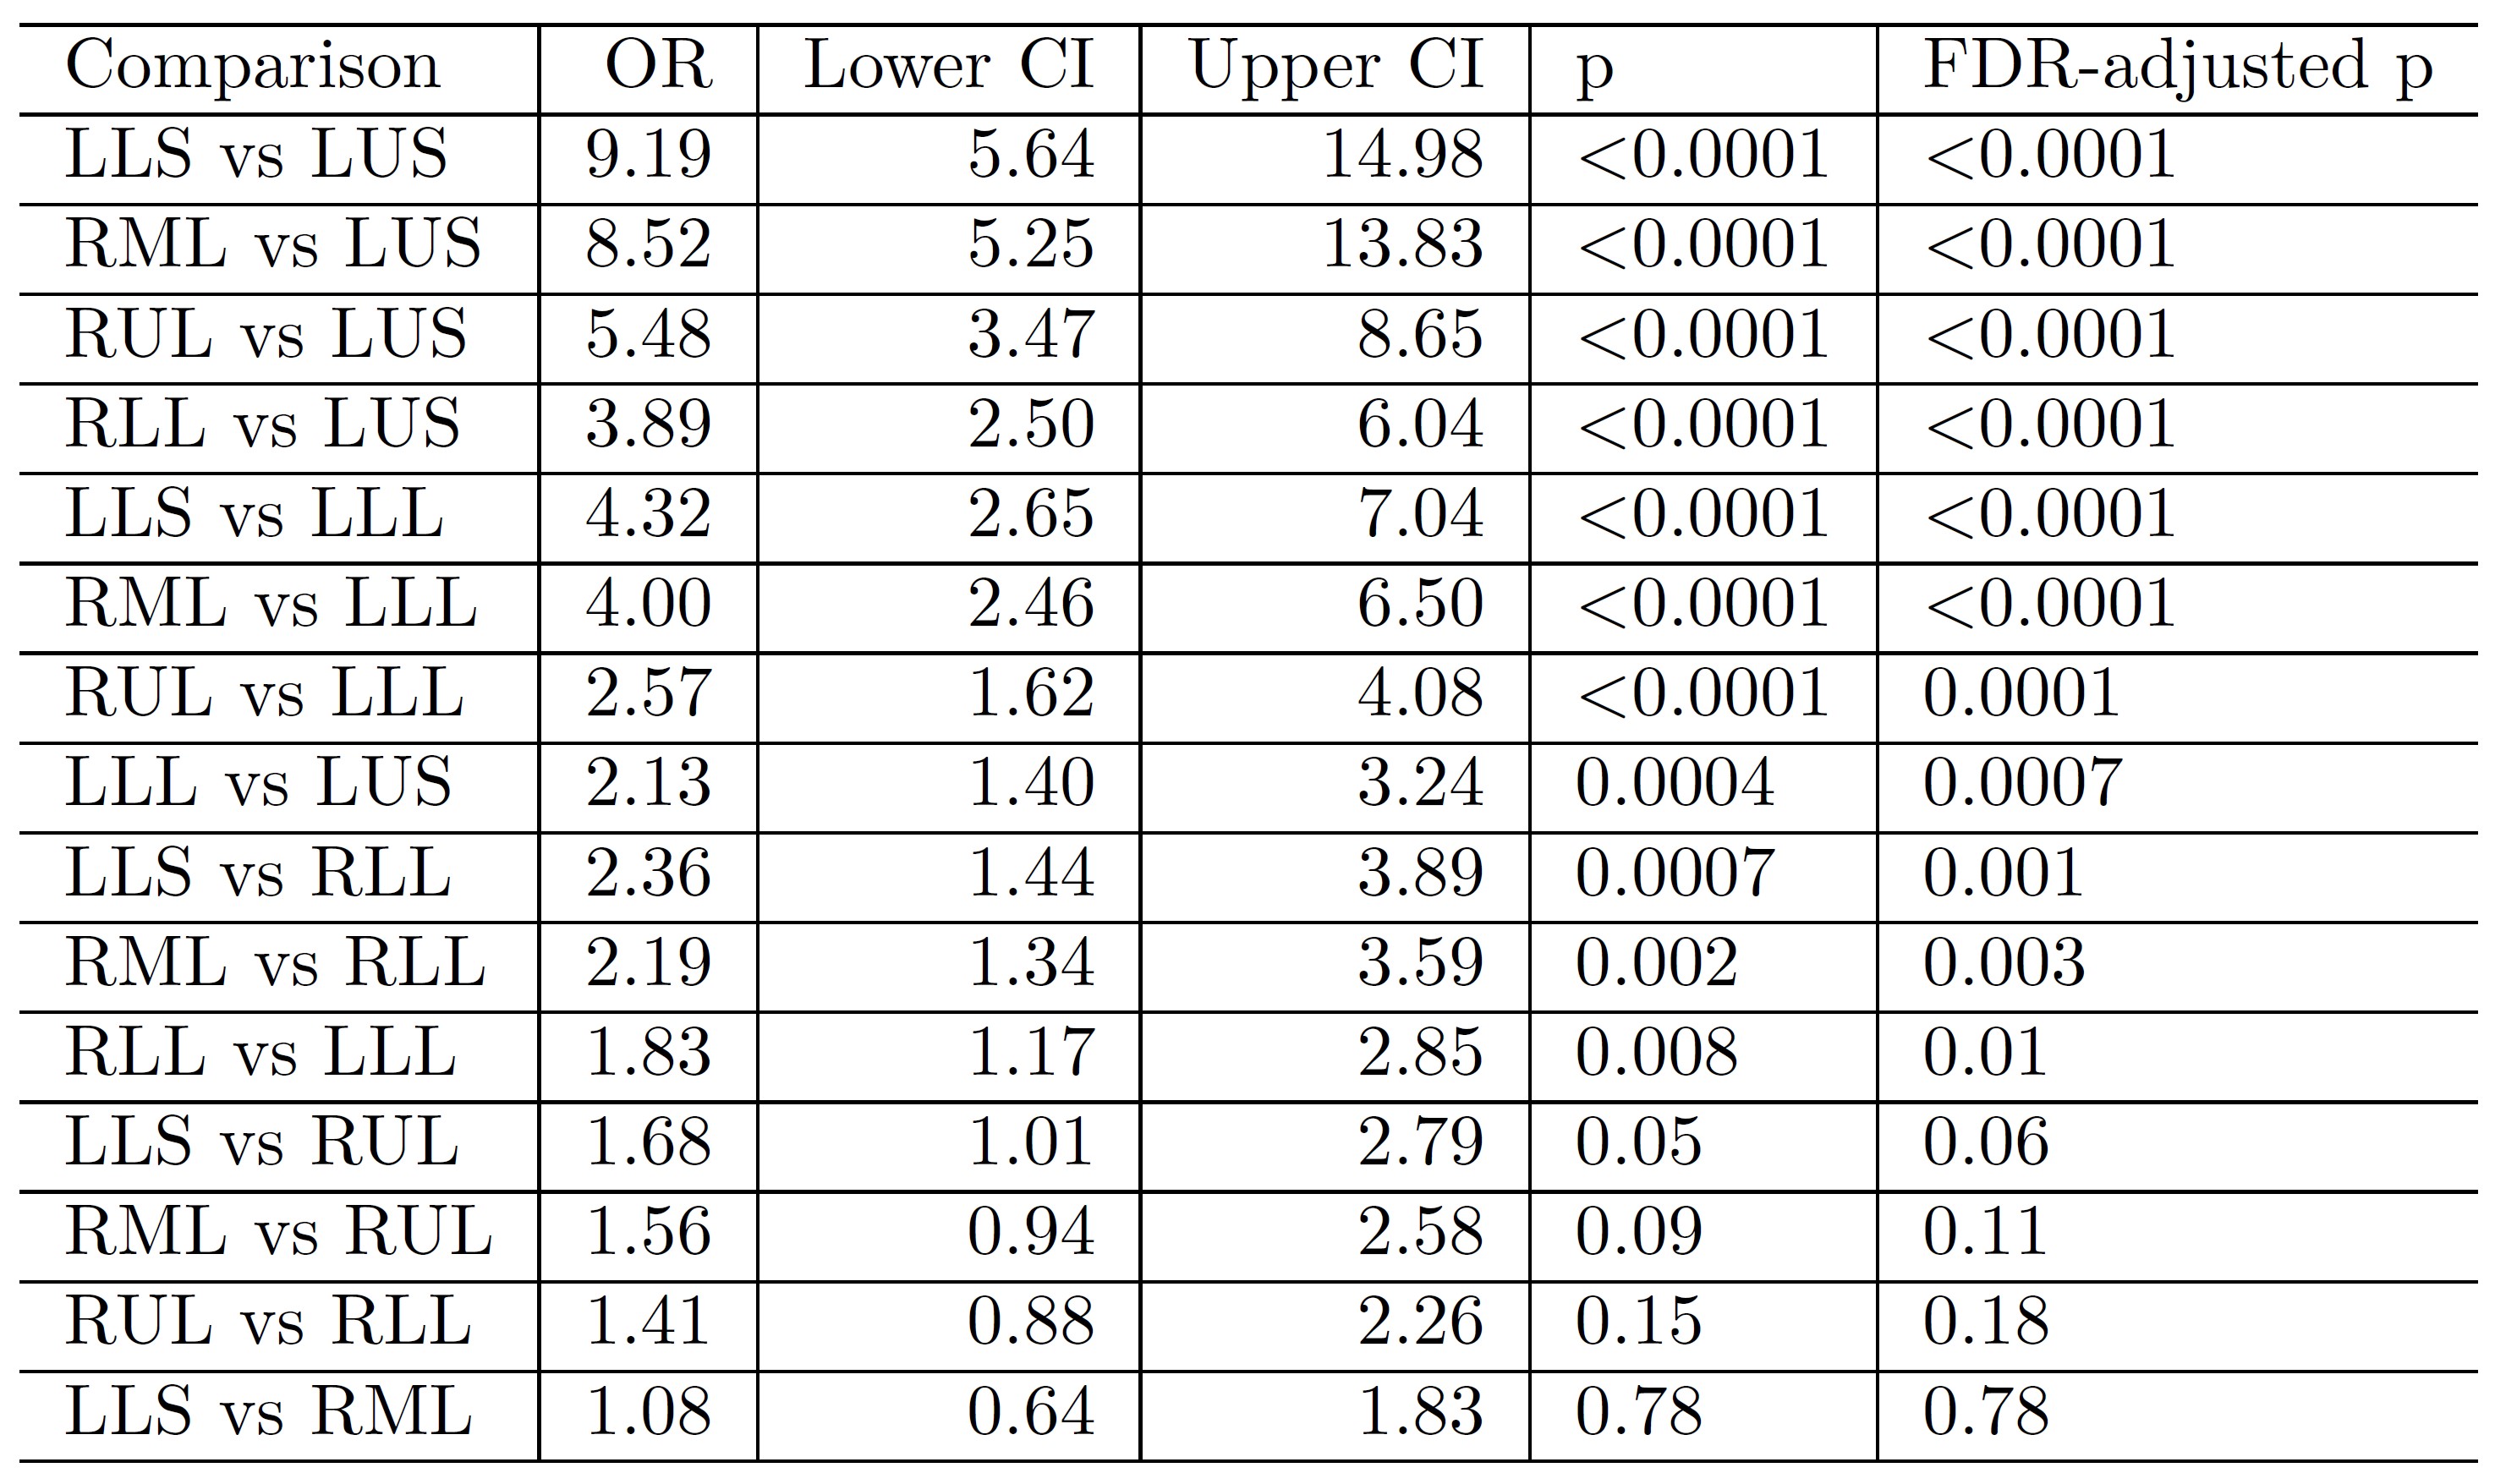 Comparison OR Lower CI Upper CI p FDR-adjusted p
LLS vs LUS 9.19 5.64 14.98 <0.0001 <0.0001
RML vs LUS 8.52 5.25 13.83 <0.0001 <0.0001
RUL vs LUS 5.48 3.47 8.65 <0.0001 <0.0001
RLL vs LUS 3.89 2.50 6.04 <0.0001 <0.0001
LLS vs LLL 4.32 2.65 7.04 <0.0001 <0.0001
RML vs LLL 4.00 2.46 6.50 <0.0001 <0.0001
RUL vs LLL 2.57 1.62 4.08 <0.0001 0.0001
LLL vs LUS 2.13 1.40 3.24 0.0004 0.0007
LLS vs RLL 2.36 1.44 3.89 0.0007 0.001
RML vs RLL 2.19 1.34 3.59 0.002 0.003
RLL vs LLL 1.83 1.17 2.85 0.008 0.01
LLS vs RUL 1.68 1.01 2.79 0.05 0.06
RML vs RUL 1.56 0.94 2.58 0.09 0.11
RUL vs RLL 1.41 0.88 2.26 0.15 0.18
LLS vs RML 1.08 0.64 1.83 0.78 0.78